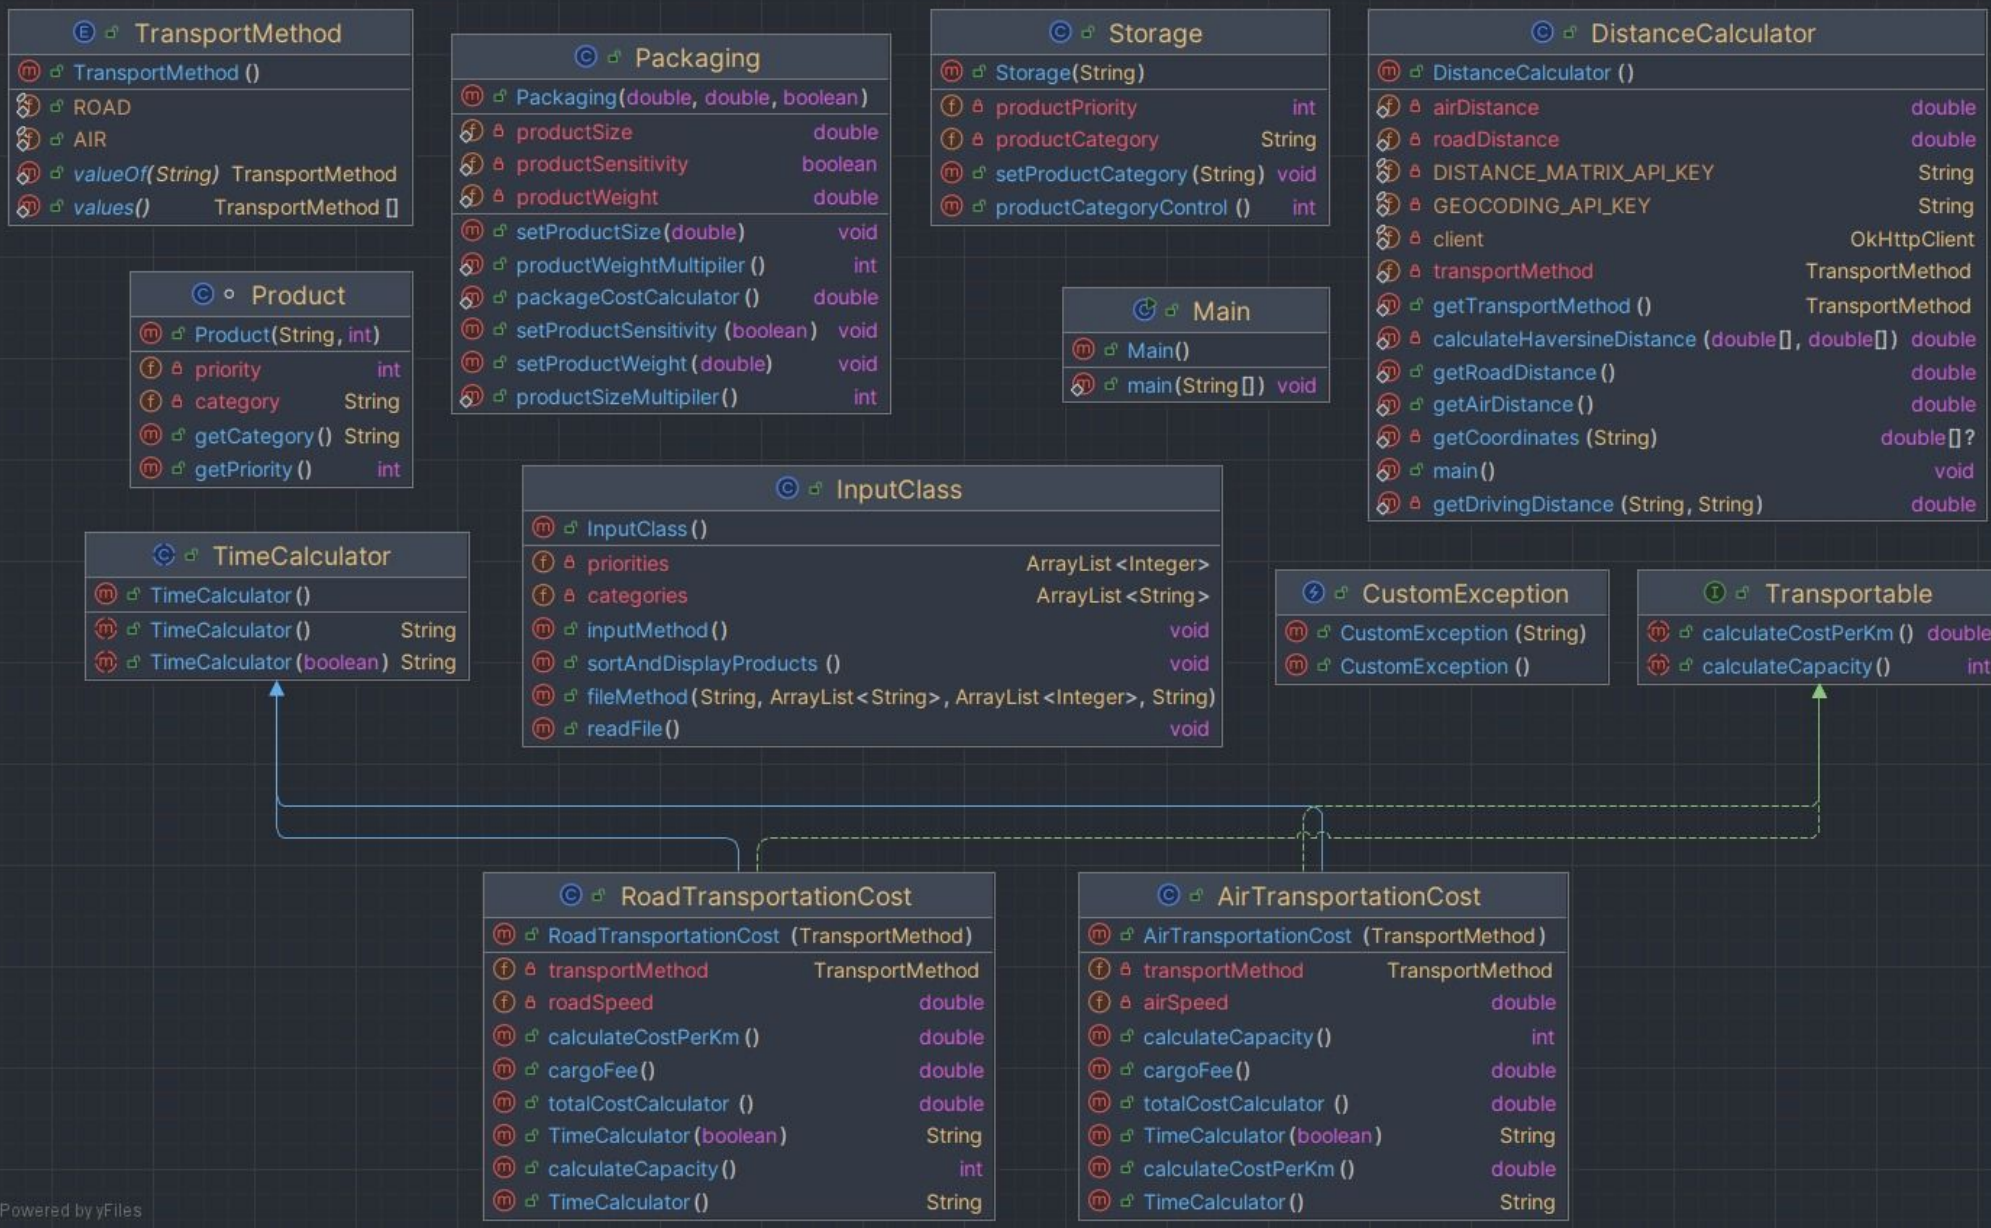 TransportMethod
TransportMethod ()
ROAD
AIR
valueOf(String) TransportMethod
values() TransportMethod []
Packaging
Packaging(double, double, boolean)
productSize double
productSensitivity boolean
productWeight double
setProductSize(double) void
productWeightMultipiler () int
packageCostCalculator () double
setProductSensitivity (boolean) void
setProductWeight(double) void
productSizeMultipiler() int
Storage
Storage(String)
productPriority int
productCategory String
setProductCategory (String) void
productCategoryControl () int
DistanceCalculator
DistanceCalculator ()
airDistance double
roadDistance double
DISTANCE_MATRIX_API_KEY String
GEOCODING_API_KEY String
client OkHttpClient
transportMethod TransportMethod
getTransportMethod () TransportMethod
calculateHaversineDistance (double[], double[]) double
getRoadDistance() double
getAirDistance() double
getCoordinates (String) double[]?
main() void
getDrivingDistance (String, String) double
Product
Product(String, int)
priority int
category String
getCategory() String
getPriority() int
Main
Main()
main(String[]) void
InputClass
InputClass()
priorities ArrayList<Integer>
categories ArrayList<String>
inputMethod() void
sortAndDisplayProducts () void
fileMethod(String, ArrayList<String>, ArrayList<Integer>, String)
readFile() void
TimeCalculator
TimeCalculator()
TimeCalculator() String
TimeCalculator(boolean) String
CustomException
CustomException (String)
CustomException ()
Transportable
calculateCostPerKm () double
calculateCapacity() int
RoadTransportationCost
RoadTransportationCost (TransportMethod)
transportMethod TransportMethod
roadSpeed double
calculateCostPerKm () double
cargoFee() double
totalCostCalculator () double
TimeCalculator(boolean) String
calculateCapacity() int
TimeCalculator() String
AirTransportationCost
AirTransportationCost (TransportMethod)
transportMethod TransportMethod
airSpeed double
calculateCapacity() int
cargoFee() double
totalCostCalculator () double
TimeCalculator(boolean) String
calculateCostPerKm () double
TimeCalculator() String
Powered by yFiles